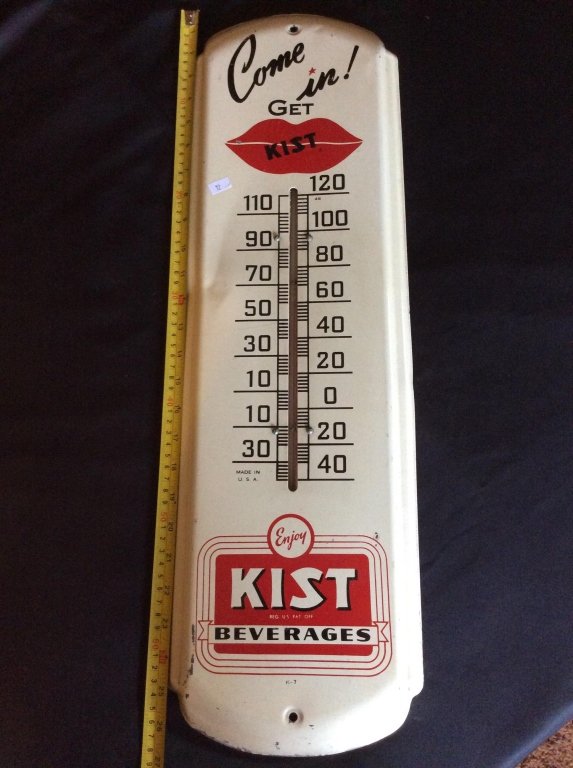 Come
in!
GET
KIST
120
110
100
90
80
70
60
50
40
30
20
10
0
10
20
30
40
MADE IN
U.S.A.
Enjoy
KIST
REG. U.S. PAT. OFF.
BEVERAGES